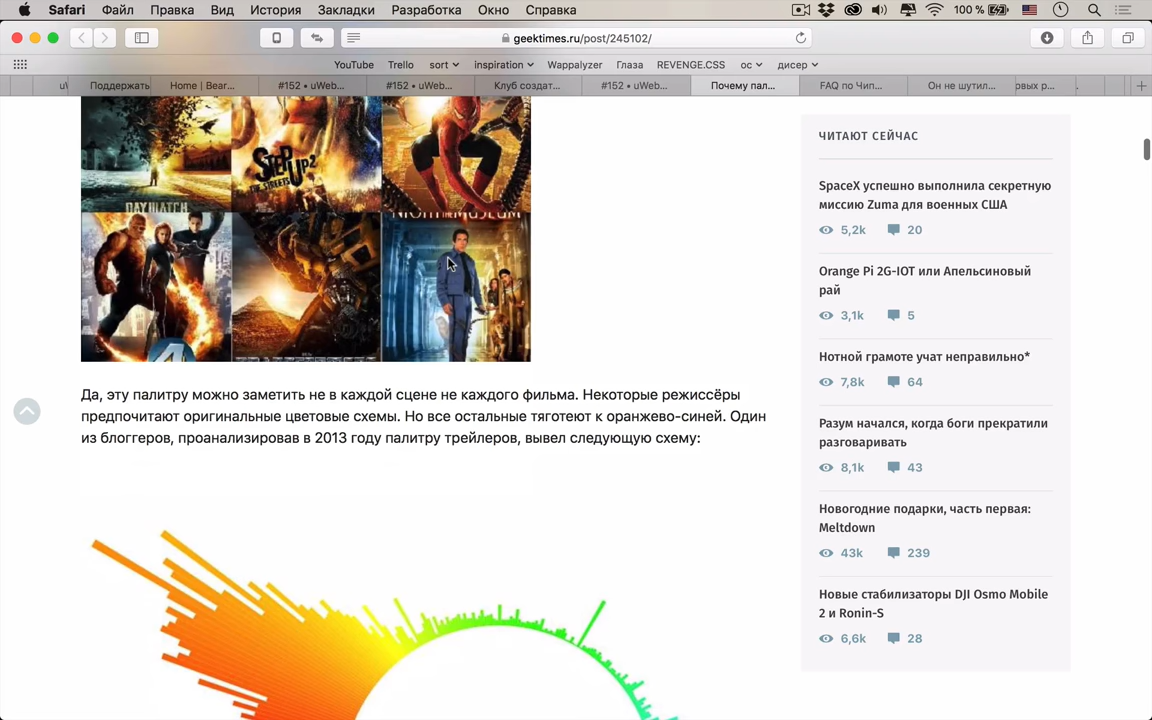 Safari Файл Правка Вид История Закладки Разработка Окно Справка 100 %
geektimes.ru/post/245102/
YouTube Trello sort inspiration Wappalyzer Глаза REVENGE.CSS ос дисер
Поддержать Home | Bear... #152 • uWeb... #152 • uWeb... Клуб создат... #152 • uWeb... Почему пал... FAQ по Чип... Он не шутил... рвых р...
DAYWATCH
STEP UP 2
THE STREETS
NIGHT AT THE MUSEUM
4
Да, эту палитру можно заметить не в каждой сцене не каждого фильма. Некоторые режиссёры
предпочитают оригинальные цветовые схемы. Но все остальные тяготеют к оранжево-синей. Один
из блоггеров, проанализировав в 2013 году палитру трейлеров, вывел следующую схему:
ЧИТАЮТ СЕЙЧАС
SpaceX успешно выполнила секретную
миссию Zuma для военных США
5,2k 20
Orange Pi 2G-IOT или Апельсиновый
рай
3,1k 5
Нотной грамоте учат неправильно*
7,8k 64
Разум начался, когда боги прекратили
разговаривать
8,1k 43
Новогодние подарки, часть первая:
Meltdown
43k 239
Новые стабилизаторы DJI Osmo Mobile
2 и Ronin-S
6,6k 28